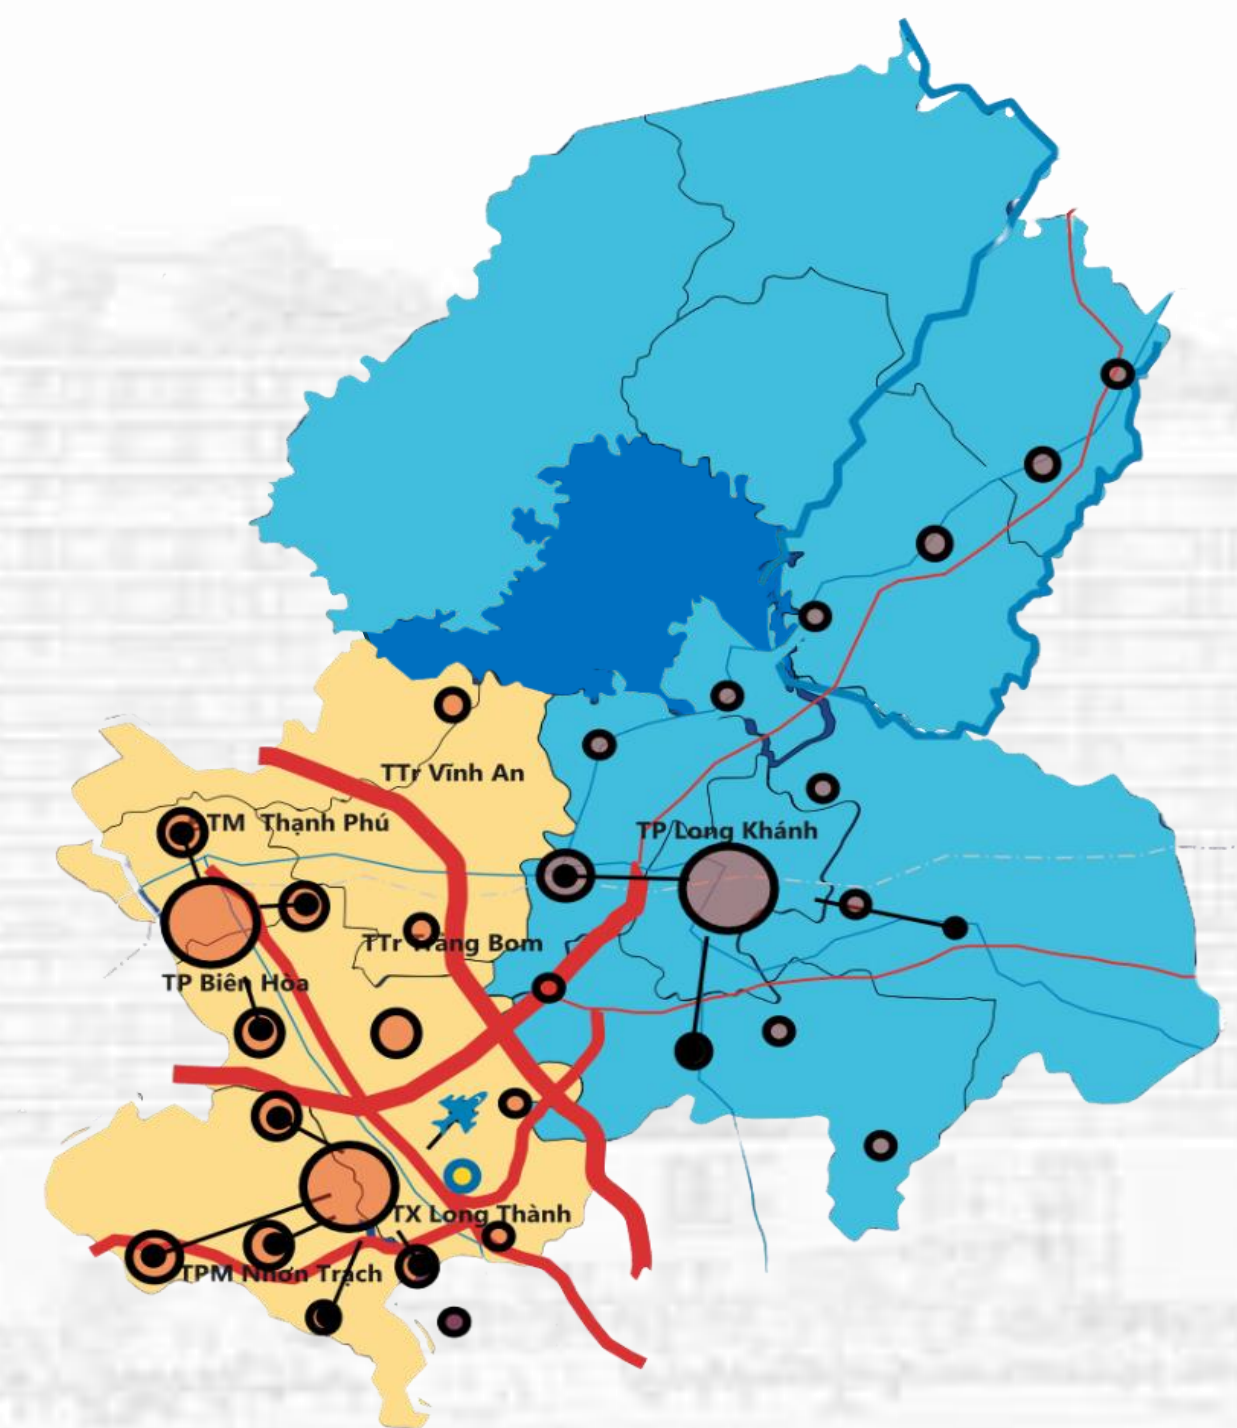 TTr Vĩnh An
TM Thạnh Phú
TP Long Khánh
TTr Trảng Bom
TP Biên Hòa
TX Long Thành
TPM Nhơn Trạch